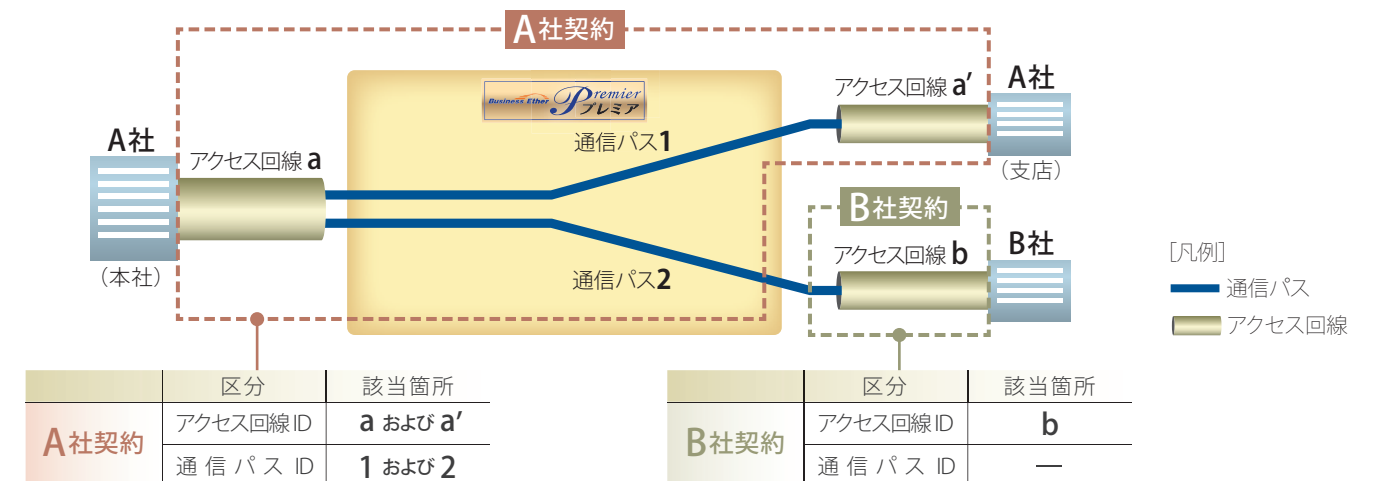 A社契約
Business Ether Premier
プレミア
アクセス回線 a′
A社
通信パス1
A社
アクセス回線 a
(支店)
B社契約
アクセス回線 b
B社
(本社)
通信パス2
[凡例]
通信パス
アクセス回線
区分 該当箇所
A社契約
アクセス回線ID a および a′
通信パス ID 1 および 2
区分 該当箇所
B社契約
アクセス回線ID b
通信パス ID —